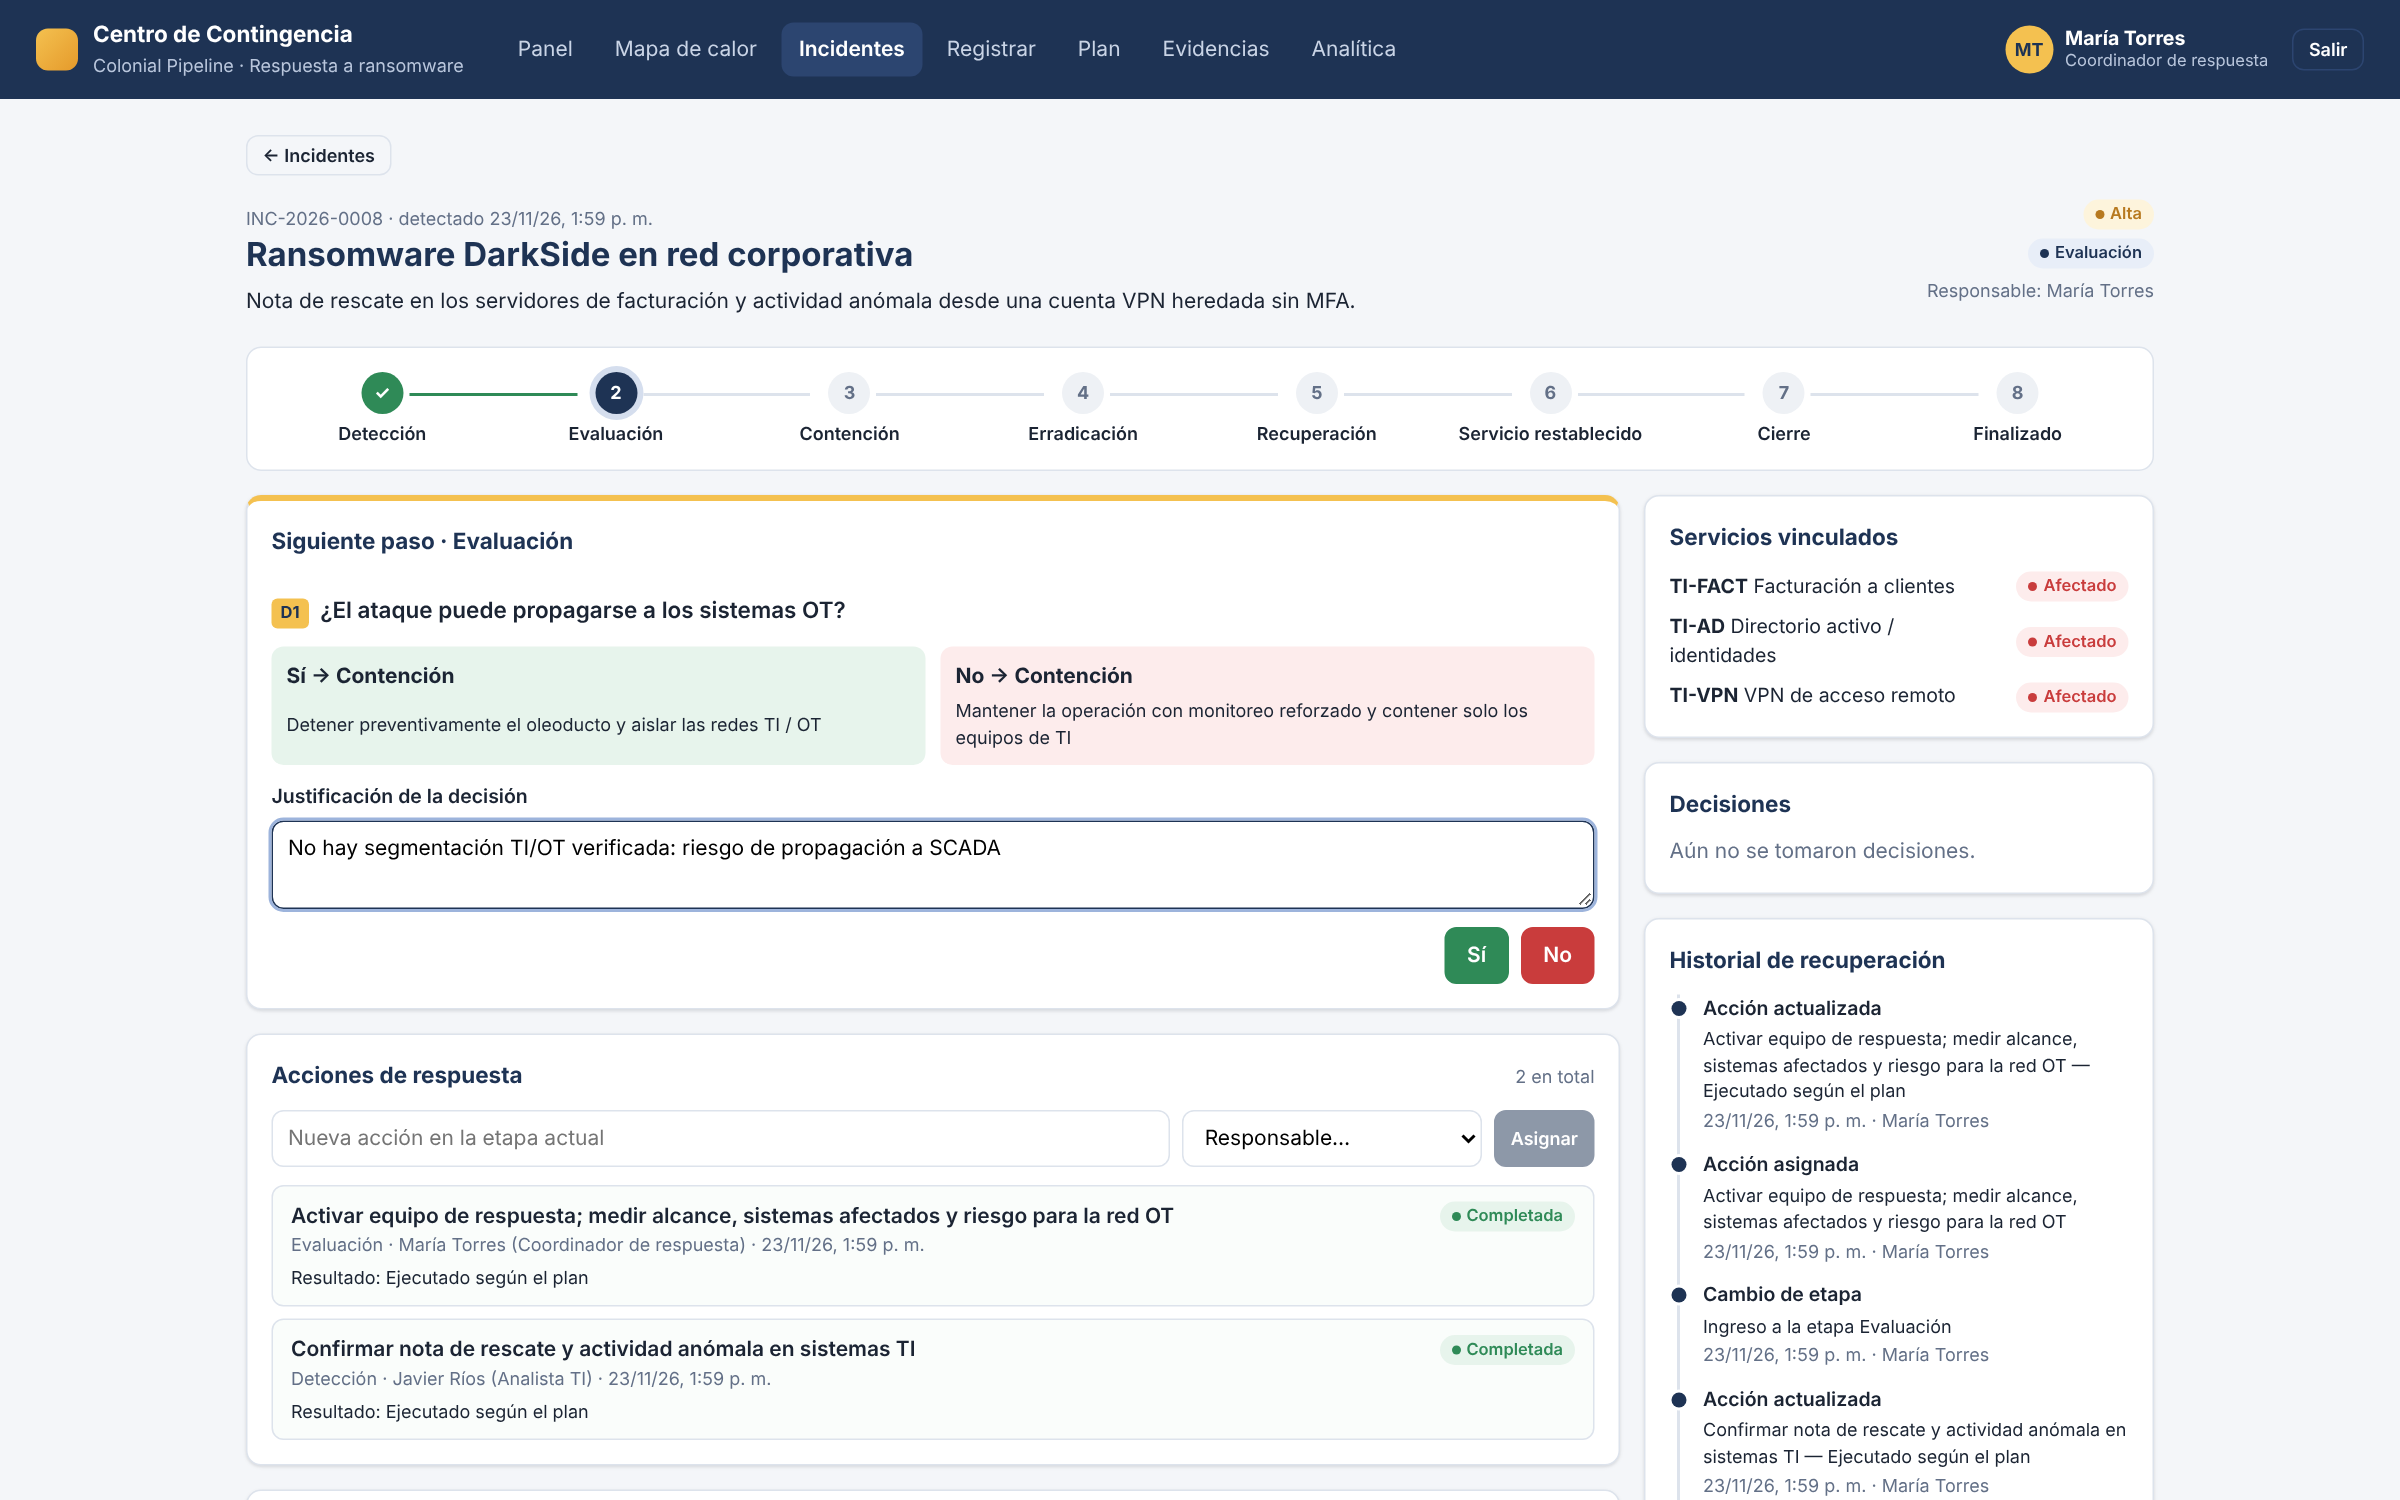 Centro de Contingencia
Colonial Pipeline · Respuesta a ransomware
Panel
Mapa de calor
Incidentes
Registrar
Plan
Evidencias
Analítica
MT
María Torres
Coordinador de respuesta
Salir
← Incidentes
INC-2026-0008 · detectado 23/11/26, 1:59 p. m.
Ransomware DarkSide en red corporativa
Nota de rescate en los servidores de facturación y actividad anómala desde una cuenta VPN heredada sin MFA.
Alta
Evaluación
Responsable: María Torres
2 3 4 5 6 7 8
Detección
Evaluación
Contención
Erradicación
Recuperación
Servicio restablecido
Cierre
Finalizado
Siguiente paso · Evaluación
D1 ¿El ataque puede propagarse a los sistemas OT?
Sí → Contención
Detener preventivamente el oleoducto y aislar las redes TI / OT
No → Contención
Mantener la operación con monitoreo reforzado y contener solo los
equipos de TI
Justificación de la decisión
No hay segmentación TI/OT verificada: riesgo de propagación a SCADA
Sí
No
Acciones de respuesta
2 en total
Nueva acción en la etapa actual
Responsable...
Asignar
Activar equipo de respuesta; medir alcance, sistemas afectados y riesgo para la red OT
Completada
Evaluación · María Torres (Coordinador de respuesta) · 23/11/26, 1:59 p. m.
Resultado: Ejecutado según el plan
Confirmar nota de rescate y actividad anómala en sistemas TI
Completada
Detección · Javier Ríos (Analista TI) · 23/11/26, 1:59 p. m.
Resultado: Ejecutado según el plan
Servicios vinculados
TI-FACT Facturación a clientes
Afectado
TI-AD Directorio activo /
identidades
Afectado
TI-VPN VPN de acceso remoto
Afectado
Decisiones
Aún no se tomaron decisiones.
Historial de recuperación
Acción actualizada
Activar equipo de respuesta; medir alcance,
sistemas afectados y riesgo para la red OT —
Ejecutado según el plan
23/11/26, 1:59 p. m. · María Torres
Acción asignada
Activar equipo de respuesta; medir alcance,
sistemas afectados y riesgo para la red OT
23/11/26, 1:59 p. m. · María Torres
Cambio de etapa
Ingreso a la etapa Evaluación
23/11/26, 1:59 p. m. · María Torres
Acción actualizada
Confirmar nota de rescate y actividad anómala en
sistemas TI — Ejecutado según el plan
23/11/26, 1:59 p. m. · María Torres